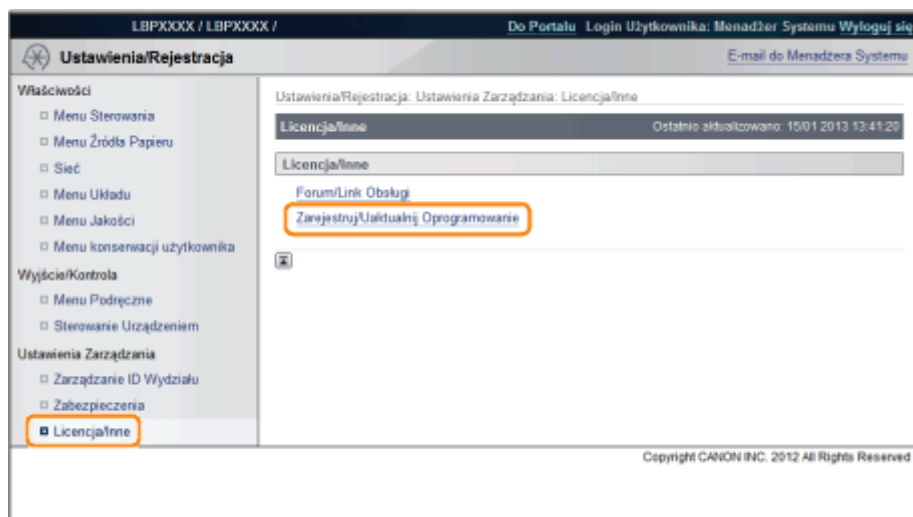 LBPXXXX / LBPXXXX /
Do Portalu Login Użytkownika: Menadżer Systemu Wyloguj się
Ustawienia/Rejestracja
E-mail do Menadżera Systemu
Właściwości
Menu Sterowania
Menu Źródła Papieru
Sieć
Menu Układu
Menu Jakości
Menu konserwacji użytkownika
Wyjście/Kontrola
Menu Podręczne
Sterowanie Urządzeniem
Ustawienia Zarządzania
Zarządzanie ID Wydziału
Zabezpieczenia
Licencja/Inne
Ustawienia/Rejestracja: Ustawienia Zarządzania: Licencja/Inne
Licencja/Inne
Ostatnio aktualizowano: 15/01 2013 13:41:20
Licencja/Inne
Forum/Link Obsługi
Zarejestruj/Uaktualnij Oprogramowanie
Copyright CANON INC. 2012 All Rights Reserved